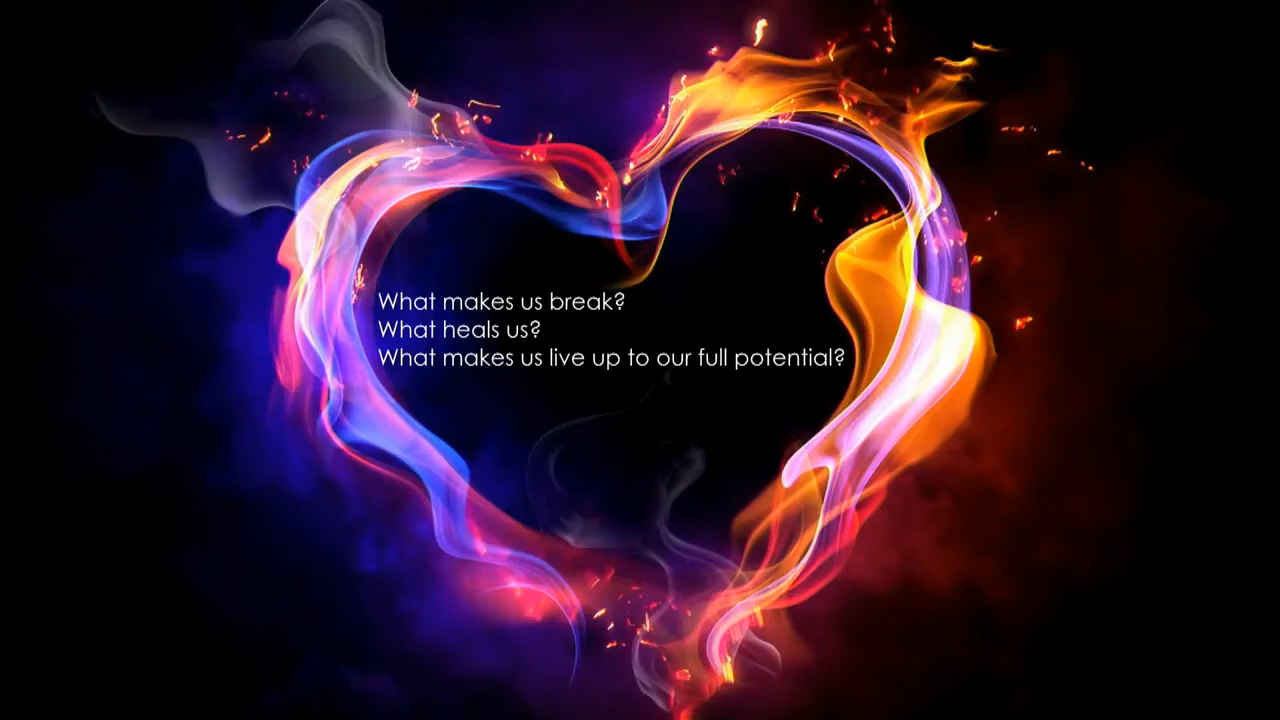 What makes us break?
What heals us?
What makes us live up to our full potential?